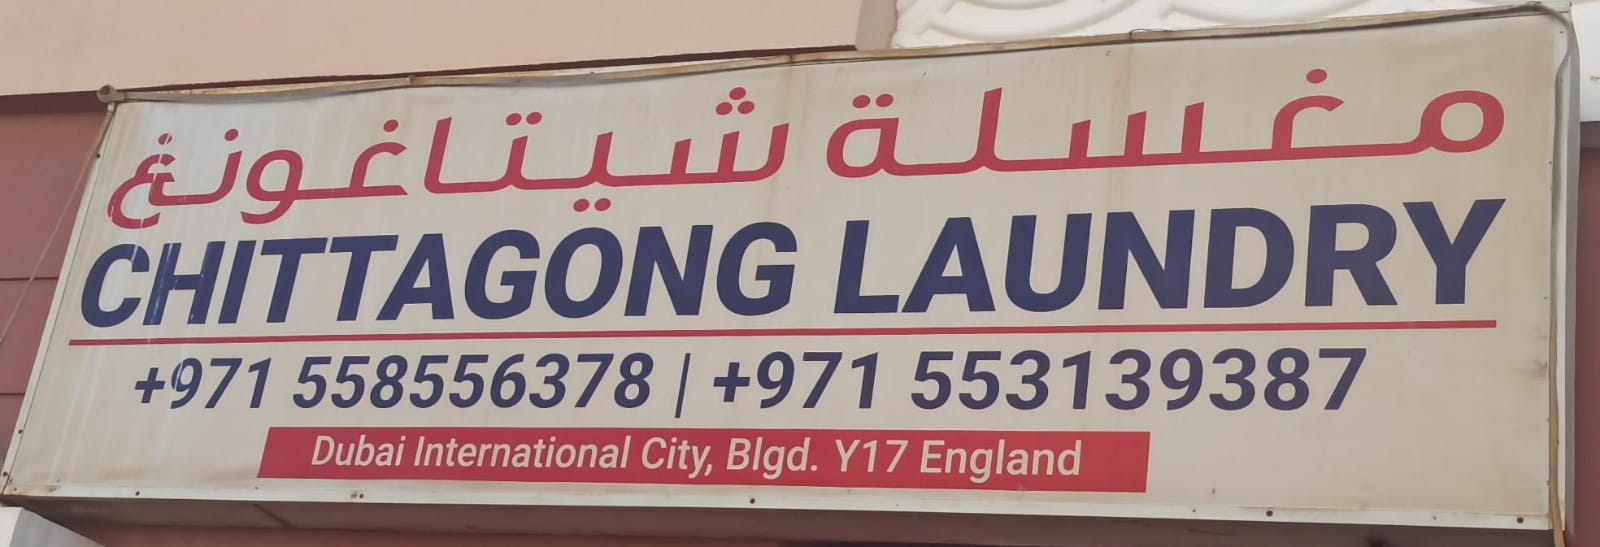 مغسلة شيتاغونغ
CHITTAGONG LAUNDRY
+971 558556378 | +971 553139387
Dubai International City, Blgd. Y17 England